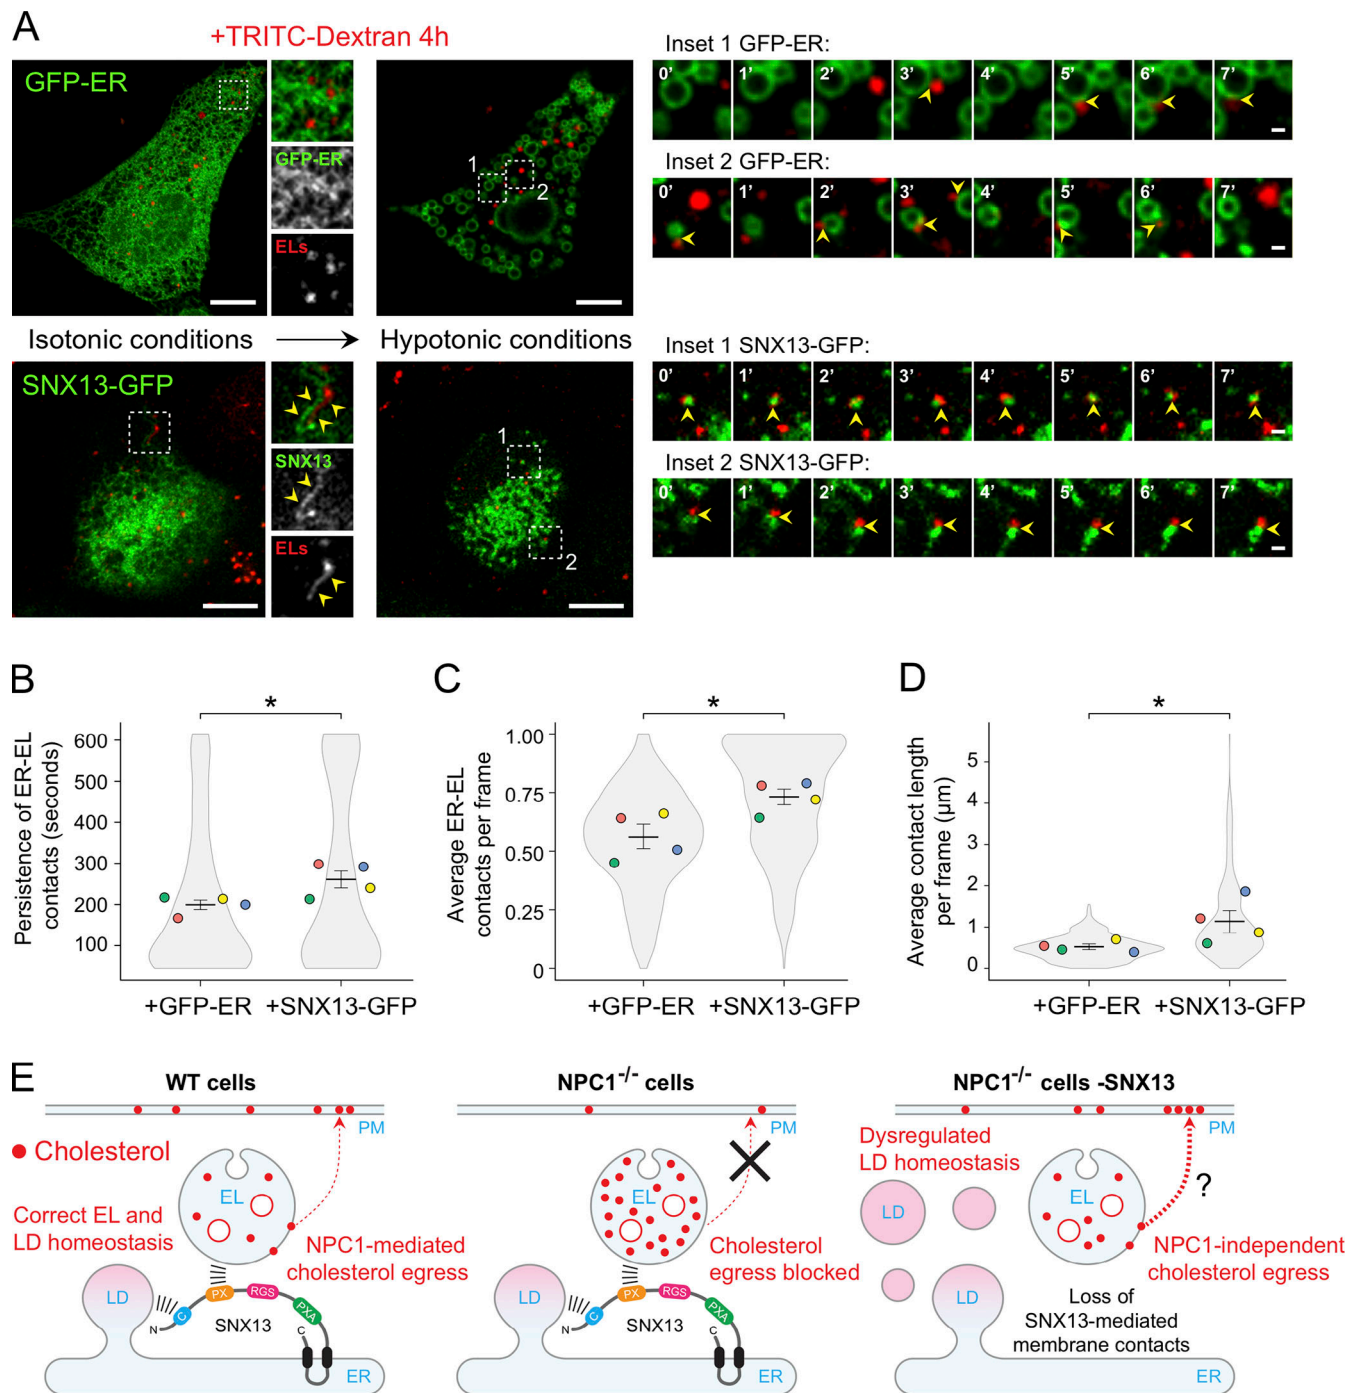 A
+TRITC-Dextran 4h
GFP-ER
GFP-ER
ELs
1
2
Inset 1 GFP-ER:
0’ 1’ 2’ 3’ 4’ 5’ 6’ 7’
Inset 2 GFP-ER:
0’ 1’ 2’ 3’ 4’ 5’ 6’ 7’
Isotonic conditions
Hypotonic conditions
SNX13-GFP
SNX13
ELs
1
2
Inset 1 SNX13-GFP:
0’ 1’ 2’ 3’ 4’ 5’ 6’ 7’
Inset 2 SNX13-GFP:
0’ 1’ 2’ 3’ 4’ 5’ 6’ 7’
B
*
Persistence of ER-EL
contacts (seconds)
600
500
400
300
200
100
+GFP-ER +SNX13-GFP
C
*
Average ER-EL
contacts per frame
1.00
0.75
0.50
0.25
0
+GFP-ER +SNX13-GFP
D
*
Average contact length
per frame (µm)
5
4
3
2
1
0
+GFP-ER +SNX13-GFP
E
WT cells
PM
Cholesterol
EL
Correct EL and
LD homeostasis
NPC1-mediated
cholesterol egress
LD
N
C
PX
RGS
PXA
C
SNX13
ER
NPC1-/- cells
PM
EL
Cholesterol
egress blocked
LD
N
C
PX
RGS
PXA
C
SNX13
ER
NPC1-/- cells -SNX13
PM
Dysregulated
LD homeostasis
LD
EL
?
NPC1-independent
cholesterol egress
LD
Loss of
SNX13-mediated
membrane contacts
ER